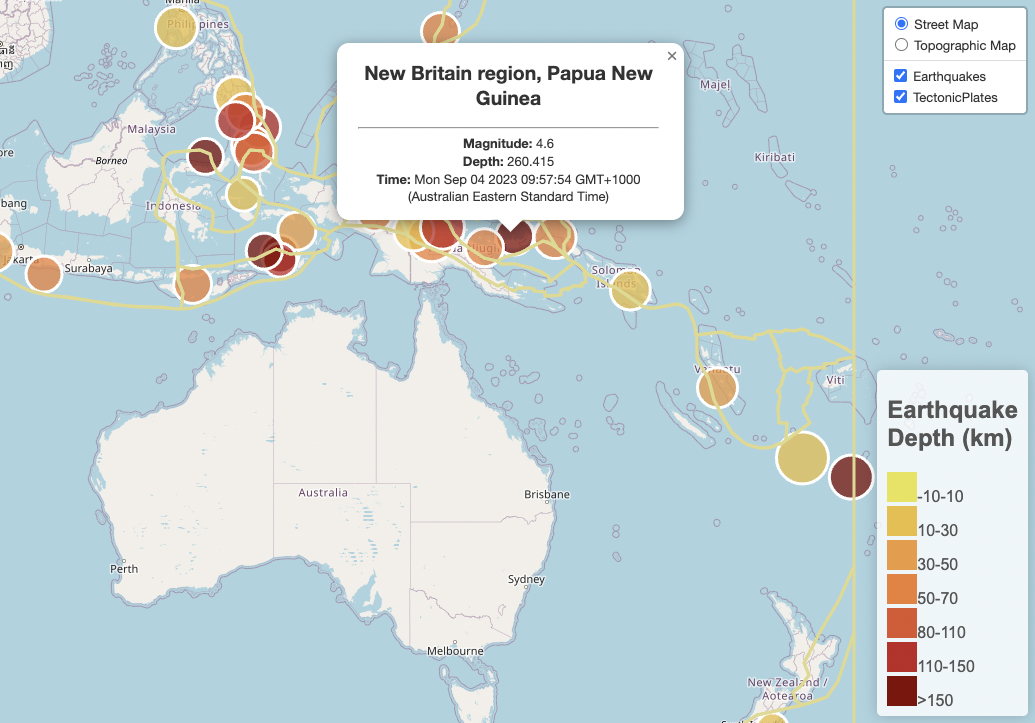 Manila
Philippines
Malaysia
Borneo
Indonesia
Surabaya
New Britain region, Papua New
Guinea
Magnitude: 4.6
Depth: 260.415
Time: Mon Sep 04 2023 09:57:54 GMT+1000
(Australian Eastern Standard Time)
×
Street Map
Topographic Map
Earthquakes
TectonicPlates
Majeļ
Kiribati
Solomon
Islands
Vanuatu
Viti
Australia
Brisbane
Perth
Sydney
Melbourne
New Zealand /
Aotearoa
Earthquake
Depth (km)
-10-10
10-30
30-50
50-70
80-110
110-150
>150